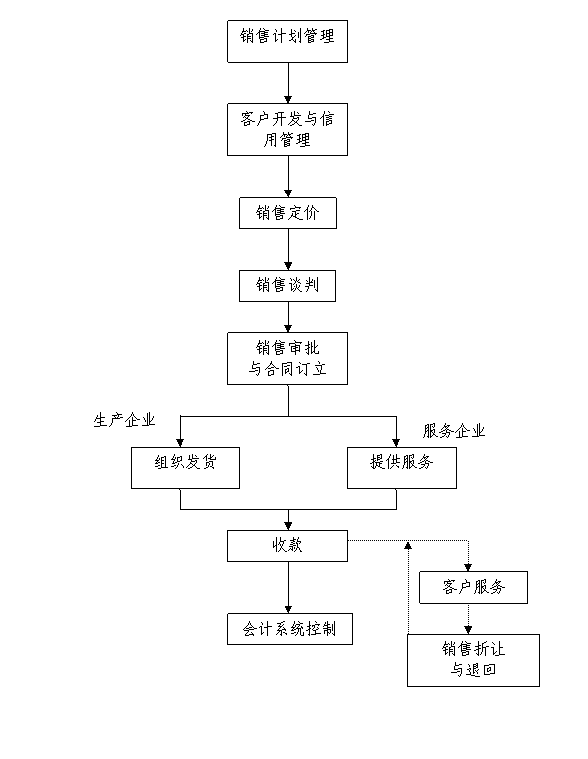 销售计划管理
客户开发与信
用管理
销售定价
销售谈判
销售审批
与合同订立
生产企业
服务企业
组织发货
提供服务
收款
客户服务
会计系统控制
销售折让
与退回